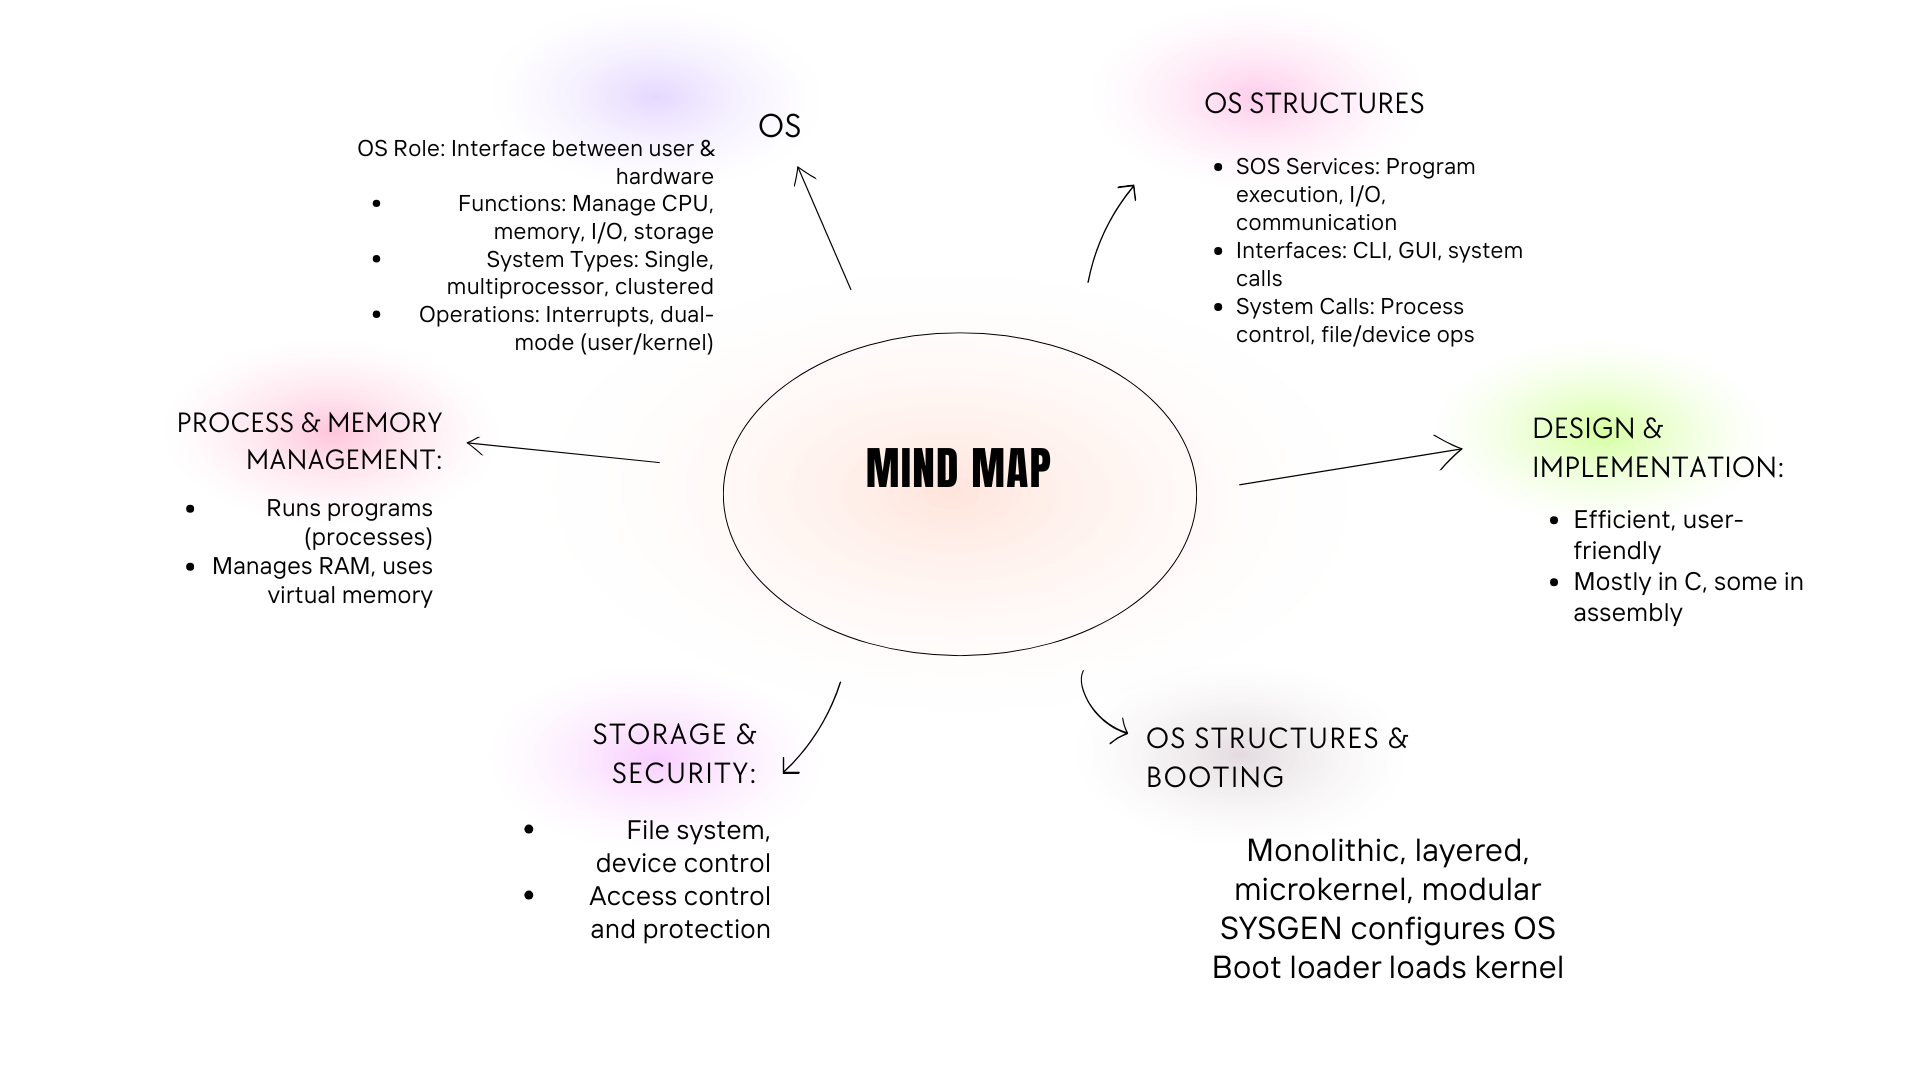 OS
OS Role: Interface between user &
hardware
• Functions: Manage CPU,
memory, I/O, storage
• System Types: Single,
multiprocessor, clustered
• Operations: Interrupts, dual-
mode (user/kernel)
OS STRUCTURES
• SOS Services: Program
execution, I/O,
communication
• Interfaces: CLI, GUI, system
calls
• System Calls: Process
control, file/device ops
PROCESS & MEMORY
MANAGEMENT:
• Runs programs
(processes)
• Manages RAM, uses
virtual memory
MIND MAP
DESIGN &
IMPLEMENTATION:
• Efficient, user-
friendly
• Mostly in C, some in
assembly
STORAGE &
SECURITY:
• File system,
device control
• Access control
and protection
OS STRUCTURES &
BOOTING
Monolithic, layered,
microkernel, modular
SYSGEN configures OS
Boot loader loads kernel